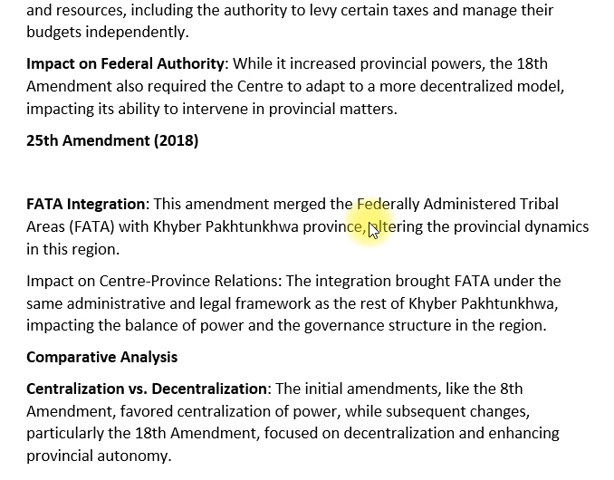 and resources, including the authority to levy certain taxes and manage their
budgets independently.
Impact on Federal Authority: While it increased provincial powers, the 18th
Amendment also required the Centre to adapt to a more decentralized model,
impacting its ability to intervene in provincial matters.
25th Amendment (2018)
FATA Integration: This amendment merged the Federally Administered Tribal
Areas (FATA) with Khyber Pakhtunkhwa province, altering the provincial dynamics
in this region.
Impact on Centre-Province Relations: The integration brought FATA under the
same administrative and legal framework as the rest of Khyber Pakhtunkhwa,
impacting the balance of power and the governance structure in the region.
Comparative Analysis
Centralization vs. Decentralization: The initial amendments, like the 8th
Amendment, favored centralization of power, while subsequent changes,
particularly the 18th Amendment, focused on decentralization and enhancing
provincial autonomy.